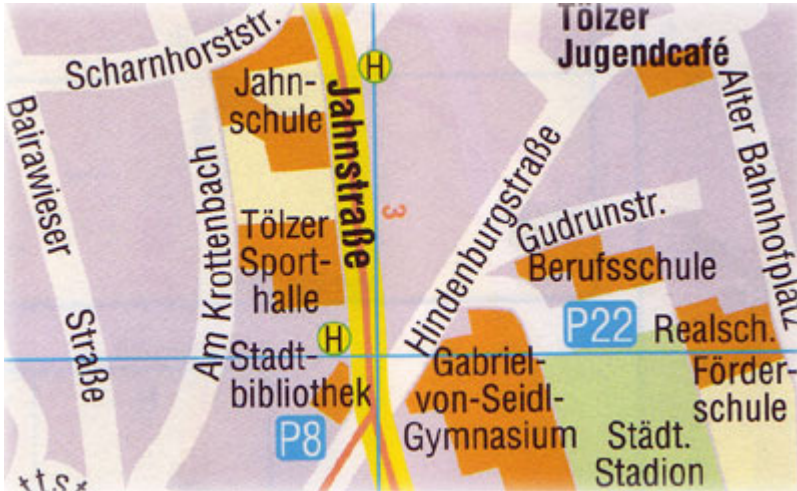 Tölzer
Jugendcafé
Scharnhorststr.
H
Jahn-
schule
Jahnstraße
Alter Bahnhofplatz
Bairawieser
Straße
Am Krottenbach
3
Hindenburgstraße
Gudrunstr.
Tölzer
Sport-
halle
Berufsschule
H
P22
Realsch.
Stadt-
bibliothek
Gabriel-
von-Seidl-
Gymnasium
Förder-
schule
P8
Städt.
Stadion